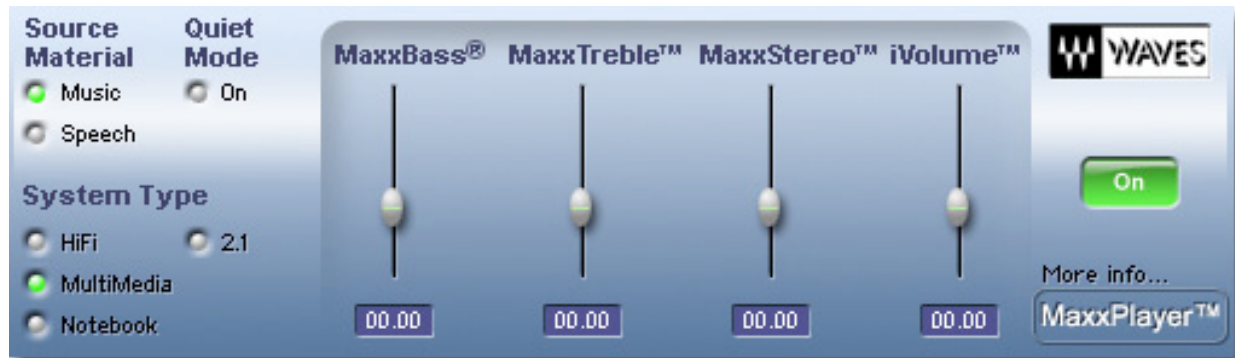 Source
Material
Music
Speech
Quiet
Mode
On
System Type
HiFi
2.1
MultiMedia
Notebook
MaxxBass® MaxxTreble™ MaxxStereo™ iVolume™
00.00 00.00 00.00 00.00
W WAVES
On
More info...
MaxxPlayer™